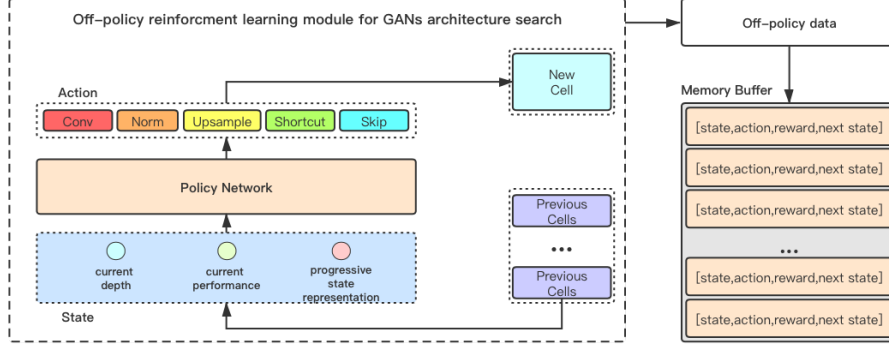 Off-policy reinforcment learning module for GANs architecture search
Action
Conv
Norm
Upsample
Shortcut
Skip
New
Cell
Policy Network
current
depth
current
performance
progressive
state
representation
State
Previous
Cells
...
Previous
Cells
Off-policy data
Memory Buffer
[state,action,reward,next state]
[state,action,reward,next state]
[state,action,reward,next state]
...
[state,action,reward,next state]
[state,action,reward,next state]